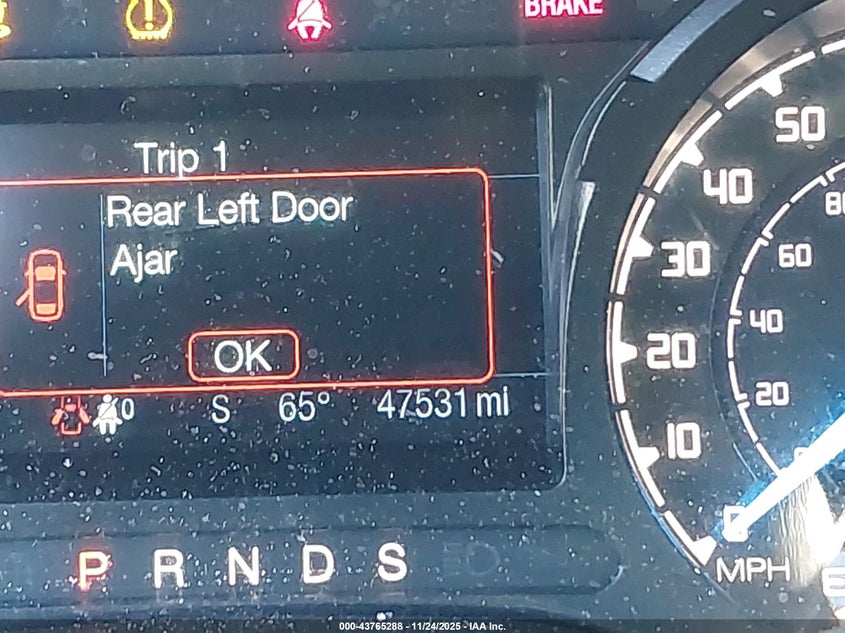 BRAKE
Trip 1
Rear Left Door
Ajar
OK
0 S 65° 47531 mi
P R N D S
50
40
30
20
10
0
MPH
80
60
40
20
000-43765288 - 11/24/2025 - IAA Inc.